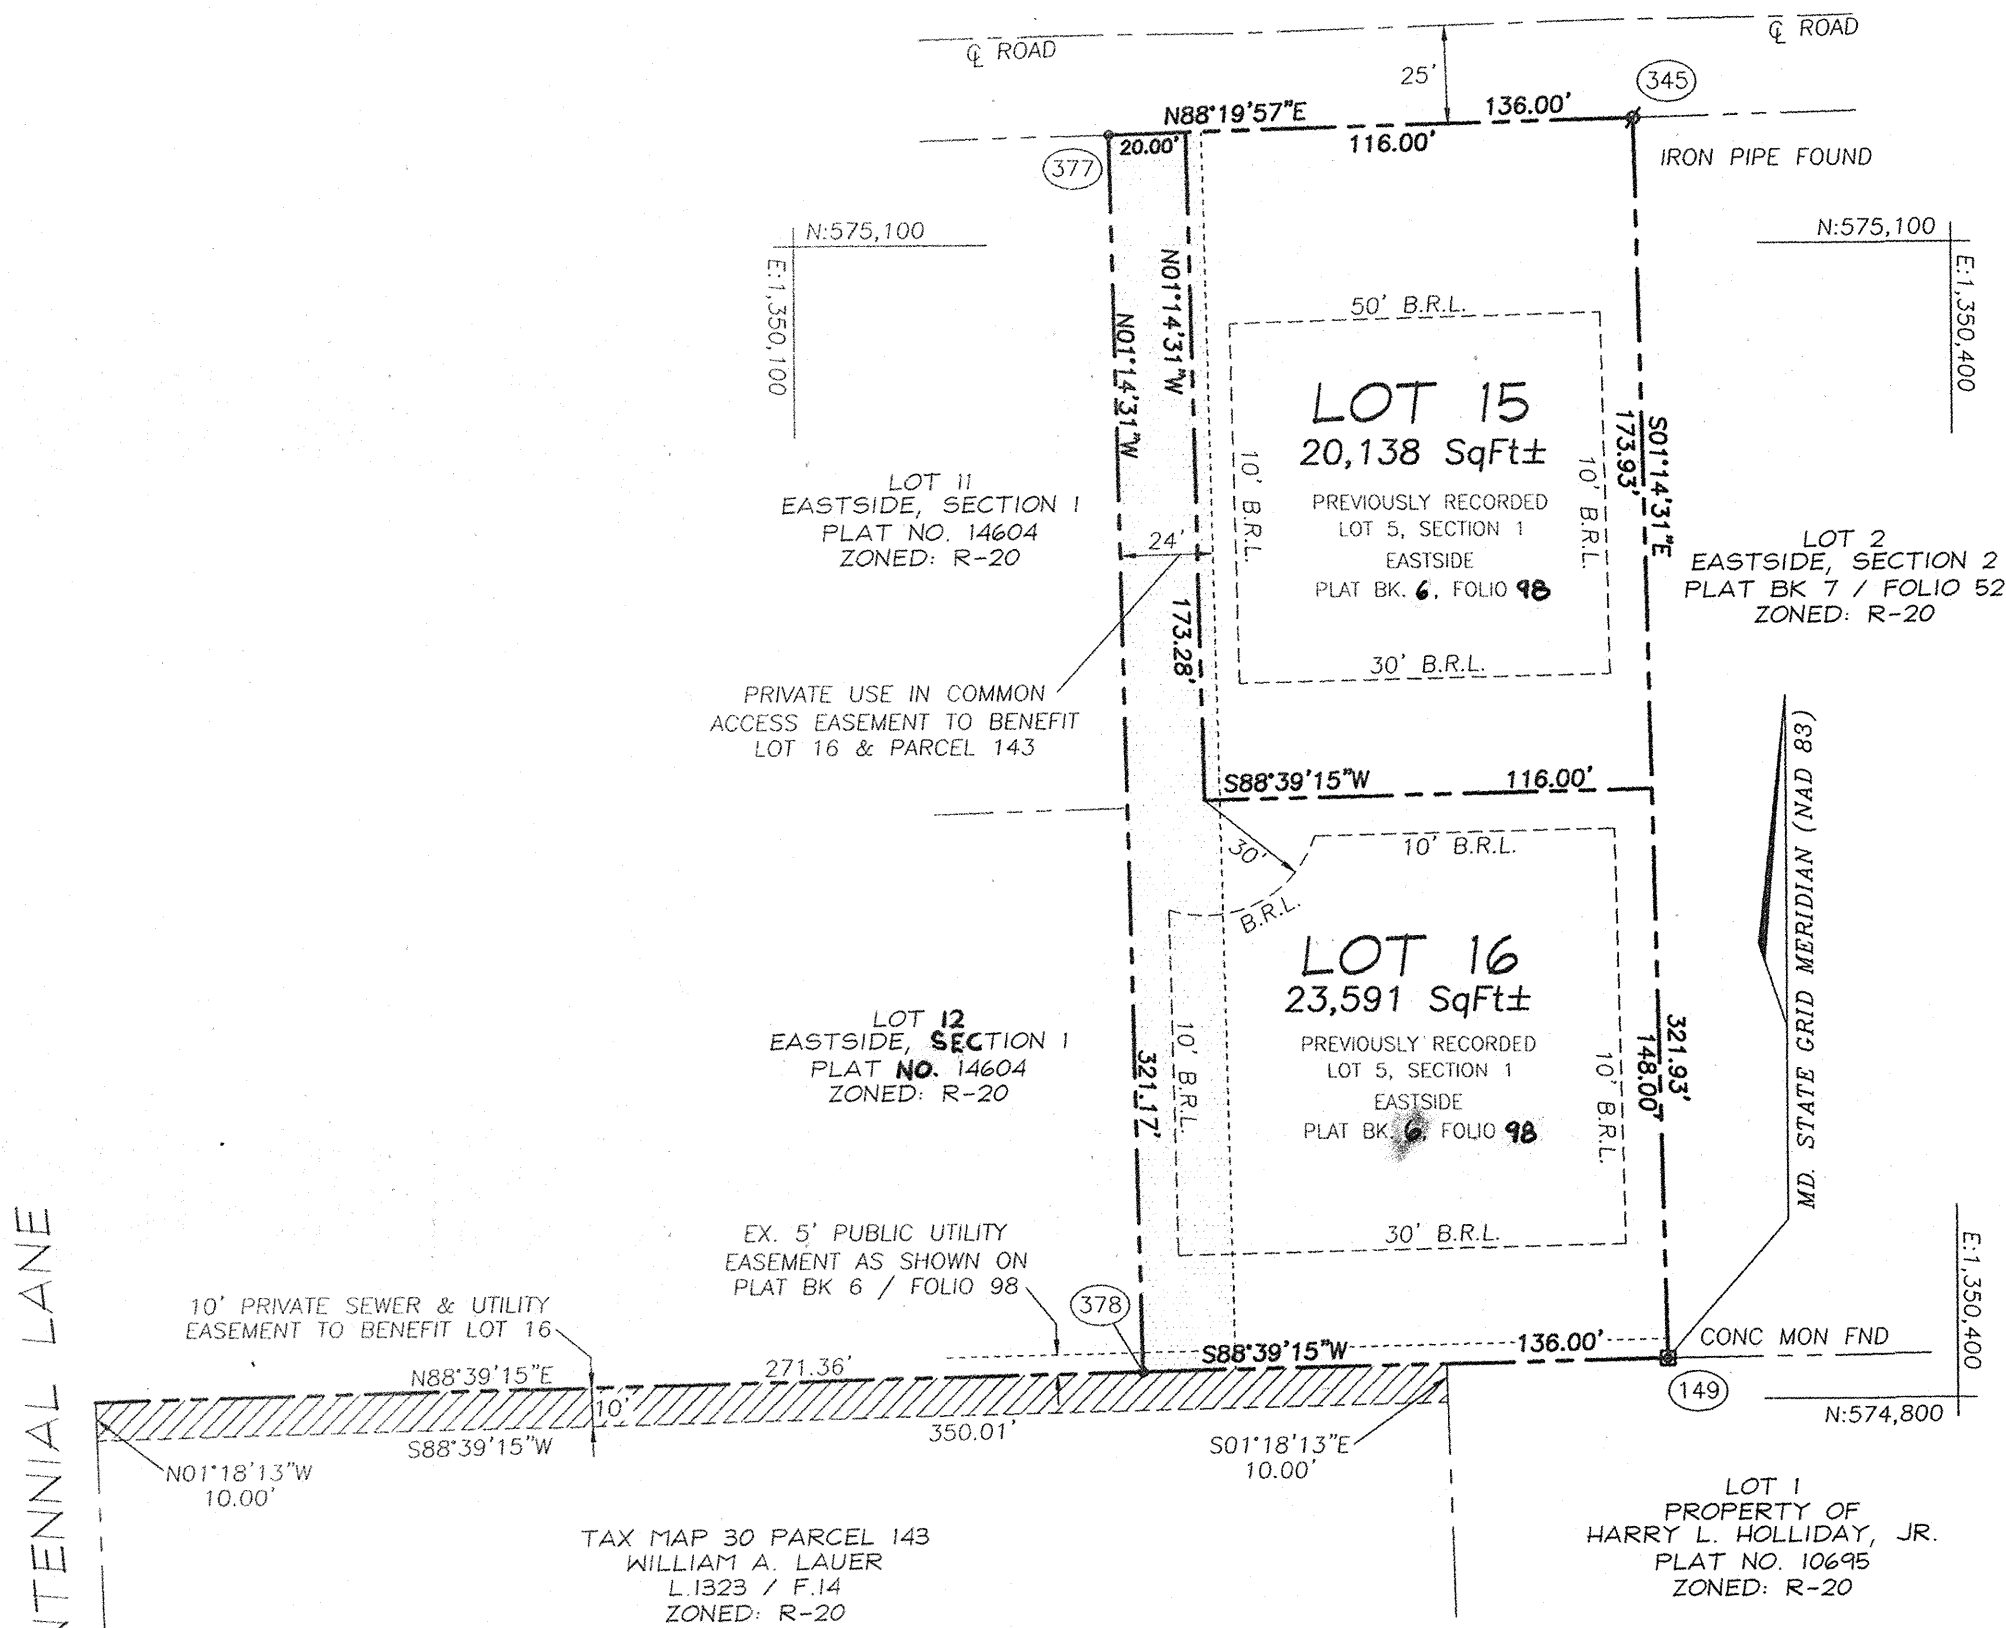 ℄ ROAD
℄ ROAD
25'
345
N88°19'57"E
136.00'
20.00'
116.00'
377
IRON PIPE FOUND
N:575,100
E:1,350,100
N:575,100
E:1,350,400
N01°14'31"W
N01°14'31"W
173.28'
50' B.R.L.
LOT 15
20,138 SqFt±
PREVIOUSLY RECORDED
LOT 5, SECTION 1
EASTSIDE
PLAT BK. 6, FOLIO 98
10' B.R.L.
10' B.R.L.
30' B.R.L.
S01°14'31"E
173.93'
LOT 11
EASTSIDE, SECTION 1
PLAT NO. 14604
ZONED: R-20
24'
LOT 2
EASTSIDE, SECTION 2
PLAT BK 7 / FOLIO 52
ZONED: R-20
PRIVATE USE IN COMMON
ACCESS EASEMENT TO BENEFIT
LOT 16 & PARCEL 143
S88°39'15"W
116.00'
30'
B.R.L.
10' B.R.L.
LOT 16
23,591 SqFt±
PREVIOUSLY RECORDED
LOT 5, SECTION 1
EASTSIDE
PLAT BK. 6, FOLIO 98
10' B.R.L.
10' B.R.L.
30' B.R.L.
321.17'
321.93'
148.00'
MD. STATE GRID MERIDIAN (NAD 83)
LOT 12
EASTSIDE, SECTION 1
PLAT NO. 14604
ZONED: R-20
EX. 5' PUBLIC UTILITY
EASEMENT AS SHOWN ON
PLAT BK 6 / FOLIO 98
378
10' PRIVATE SEWER & UTILITY
EASEMENT TO BENEFIT LOT 16
S88°39'15"W
136.00'
CONC MON FND
149
E:1,350,400
N:574,800
N88°39'15"E
271.36'
10'
350.01'
S88°39'15"W
N01°18'13"W
10.00'
S01°18'13"E
10.00'
NTENNIAL LANE
TAX MAP 30 PARCEL 143
WILLIAM A. LAUER
L.1323 / F.14
ZONED: R-20
LOT 1
PROPERTY OF
HARRY L. HOLLIDAY, JR.
PLAT NO. 10695
ZONED: R-20